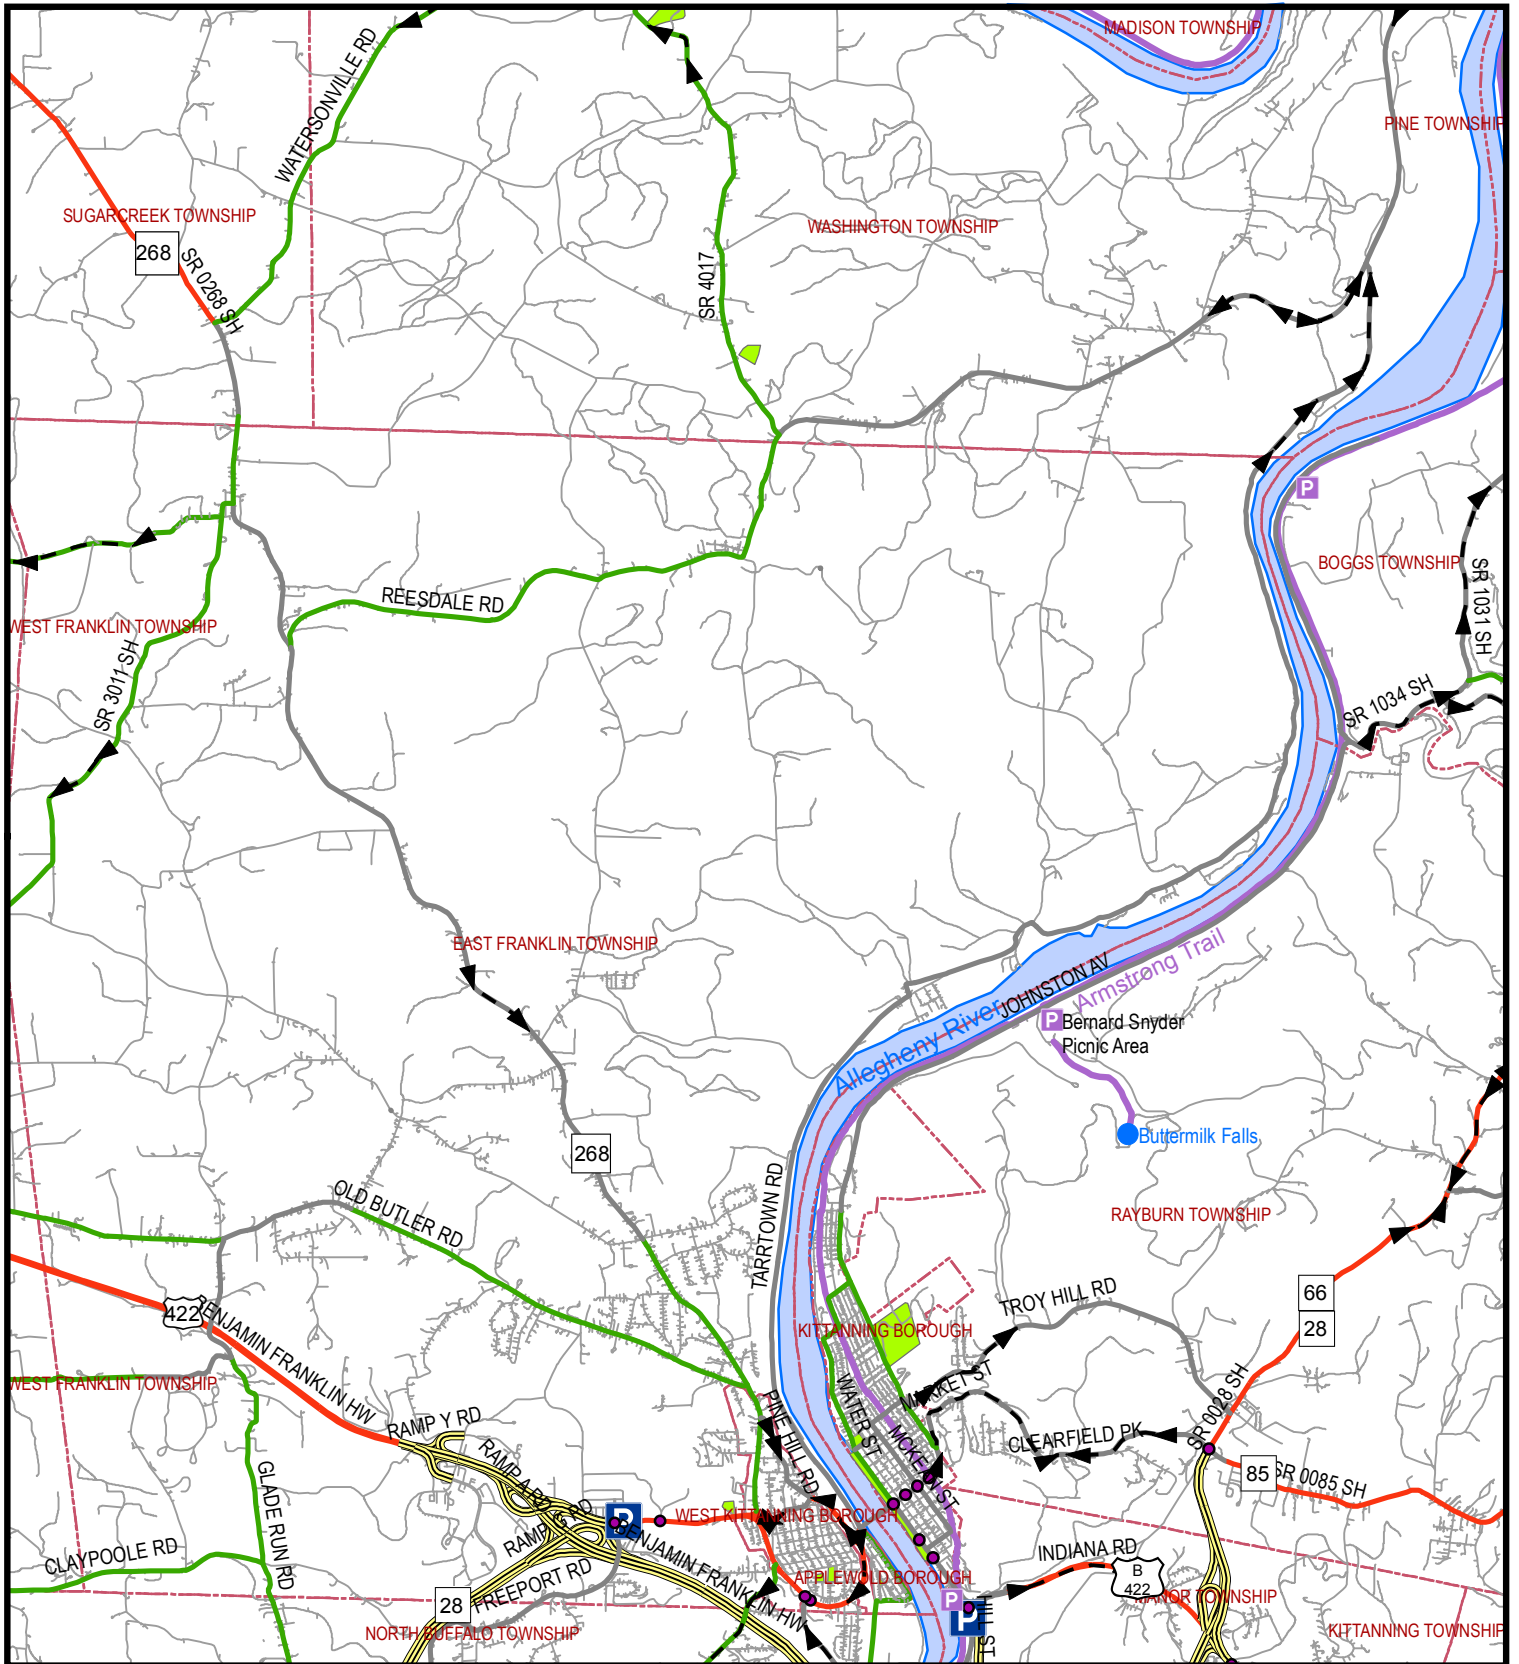 MADISON TOWNSHIP
PINE TOWNSHIP
WATERSONVILLE RD
SUGARCREEK TOWNSHIP
WASHINGTON TOWNSHIP
268
SR 0268 SH
SR 4017
P
BOGGS TOWNSHIP
SR 1031 SH
REESDALE RD
WEST FRANKLIN TOWNSHIP
SR 3011 SH
SR 1034 SH
EAST FRANKLIN TOWNSHIP
JOHNSTON AV
Armstrong Trail
Allegheny River
P
Bernard Snyder
Picnic Area
Buttermilk Falls
268
TARTOWN RD
OLD BUTLER RD
RAYBURN TOWNSHIP
66
28
TROY HILL RD
422
BENJAMIN FRANKLIN HW
KITTANNING BOROUGH
WEST FRANKLIN TOWNSHIP
MARKET ST
WATER ST
MCKEAN ST
PINE HILL RD
RAMP Y RD
CLEARFIELD PK
SR 0028 SH
85
SR 0085 SH
GLADE RUN RD
P
WEST KITTANNING BOROUGH
BENJAMIN FRANKLIN HW
CLAYPOOLE RD
INDIANA RD
B
422
APPLEWOLD BOROUGH
FREEPORT RD
28
P
P
MANOR TOWNSHIP
NORTH BUFFALO TOWNSHIP
KITTANNING TOWNSHIP